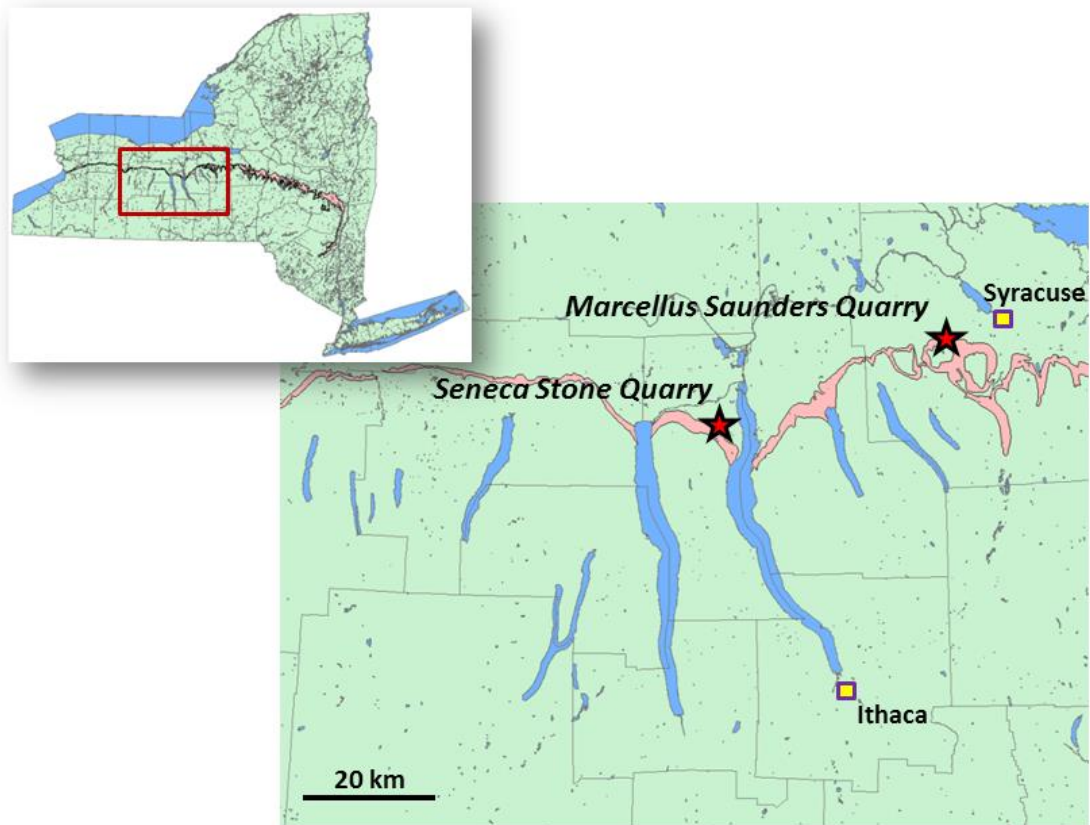 Syracuse
Marcellus Saunders Quarry
Seneca Stone Quarry
Ithaca
20 km